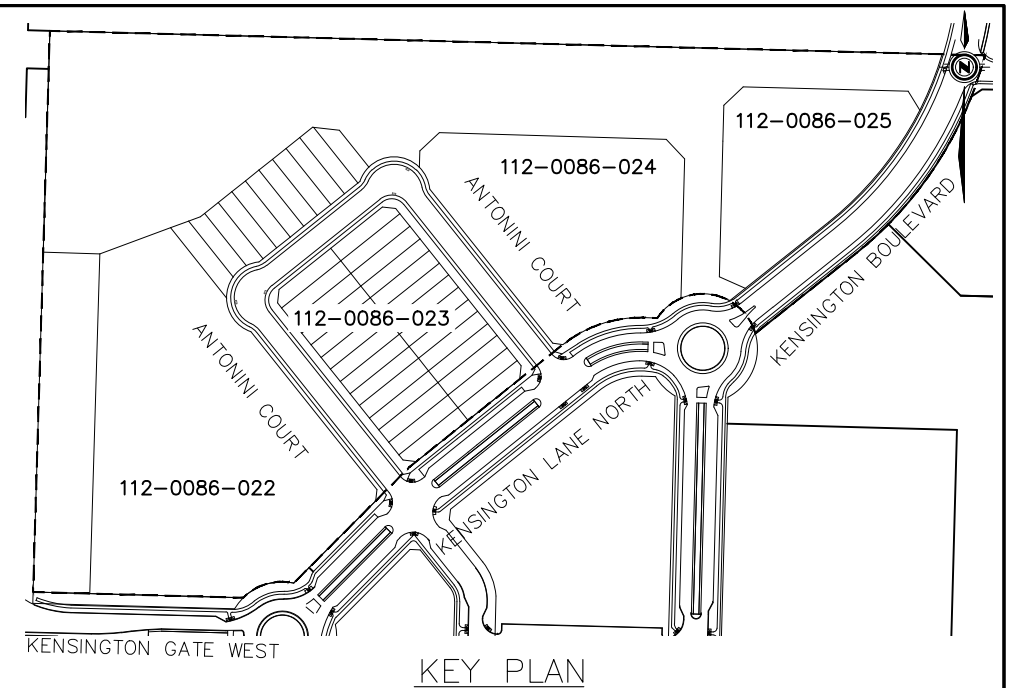 112-0086-025
112-0086-024
ANTONINI COURT
KENSINGTON BOULEVARD
112-0086-023
ANTONINI COURT
KENSINGTON LANE NORTH
112-0086-022
KENSINGTON GATE WEST
KEY PLAN
N